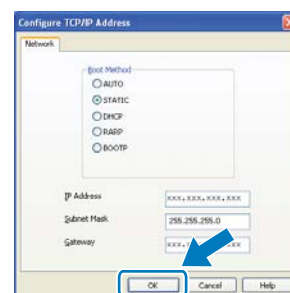 Configure TCP/IP Address
Network
Boot Method
AUTO
STATIC
DHCP
RARP
BOOTP
IP Address xxx.xxx.xxx.xxx
Subnet Mask 255.255.255.0
Gateway xxx.
OK Cancel Help